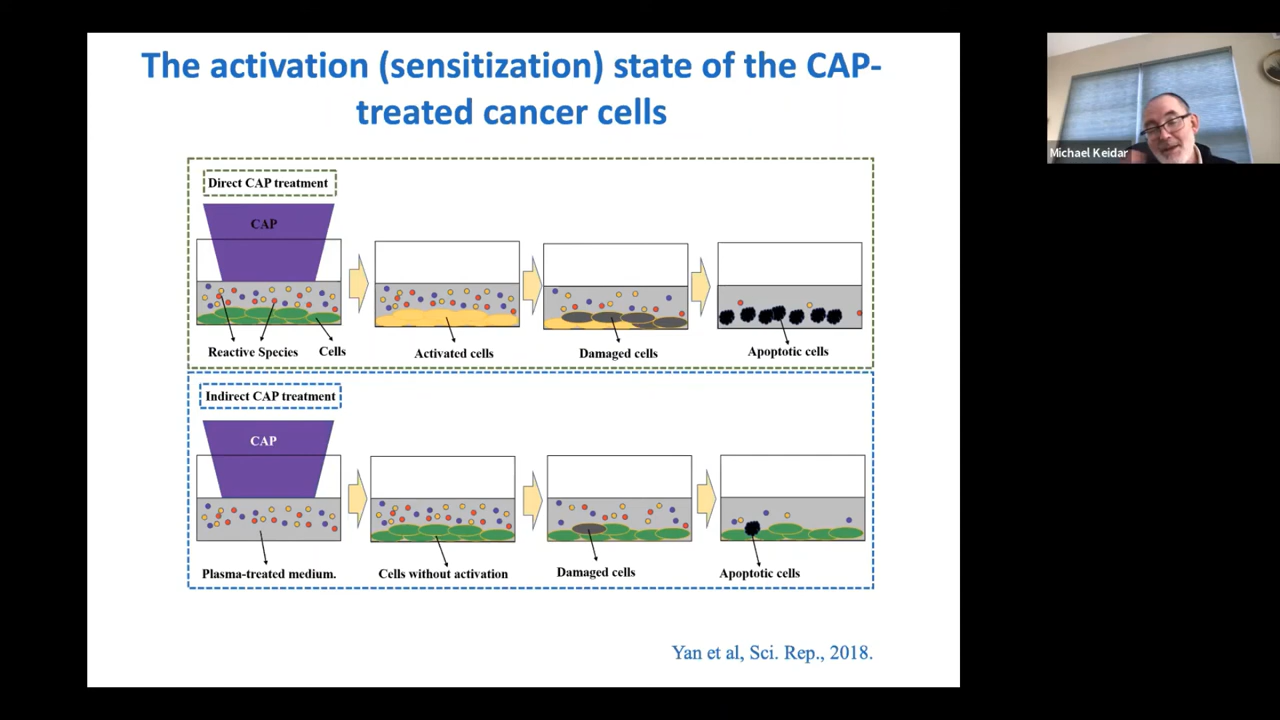 The activation (sensitization) state of the CAP-
treated cancer cells
Michael Keidar
Direct CAP treatment
CAP
Reactive Species
Cells
Activated cells
Damaged cells
Apoptotic cells
Indirect CAP treatment
CAP
Plasma-treated medium.
Cells without activation
Damaged cells
Apoptotic cells
Yan et al, Sci. Rep., 2018.